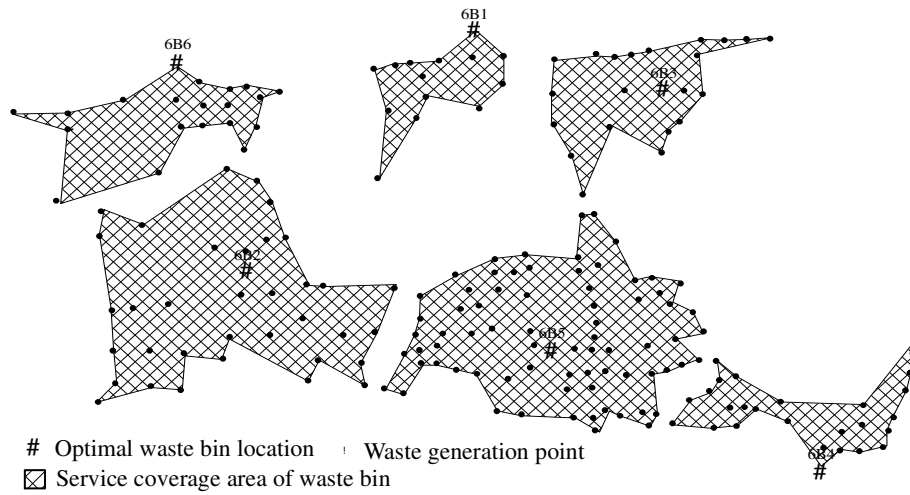 6B1
6B6
6B3
6B2
6B5
6B4
# Optimal waste bin location
Waste generation point
Service coverage area of waste bin